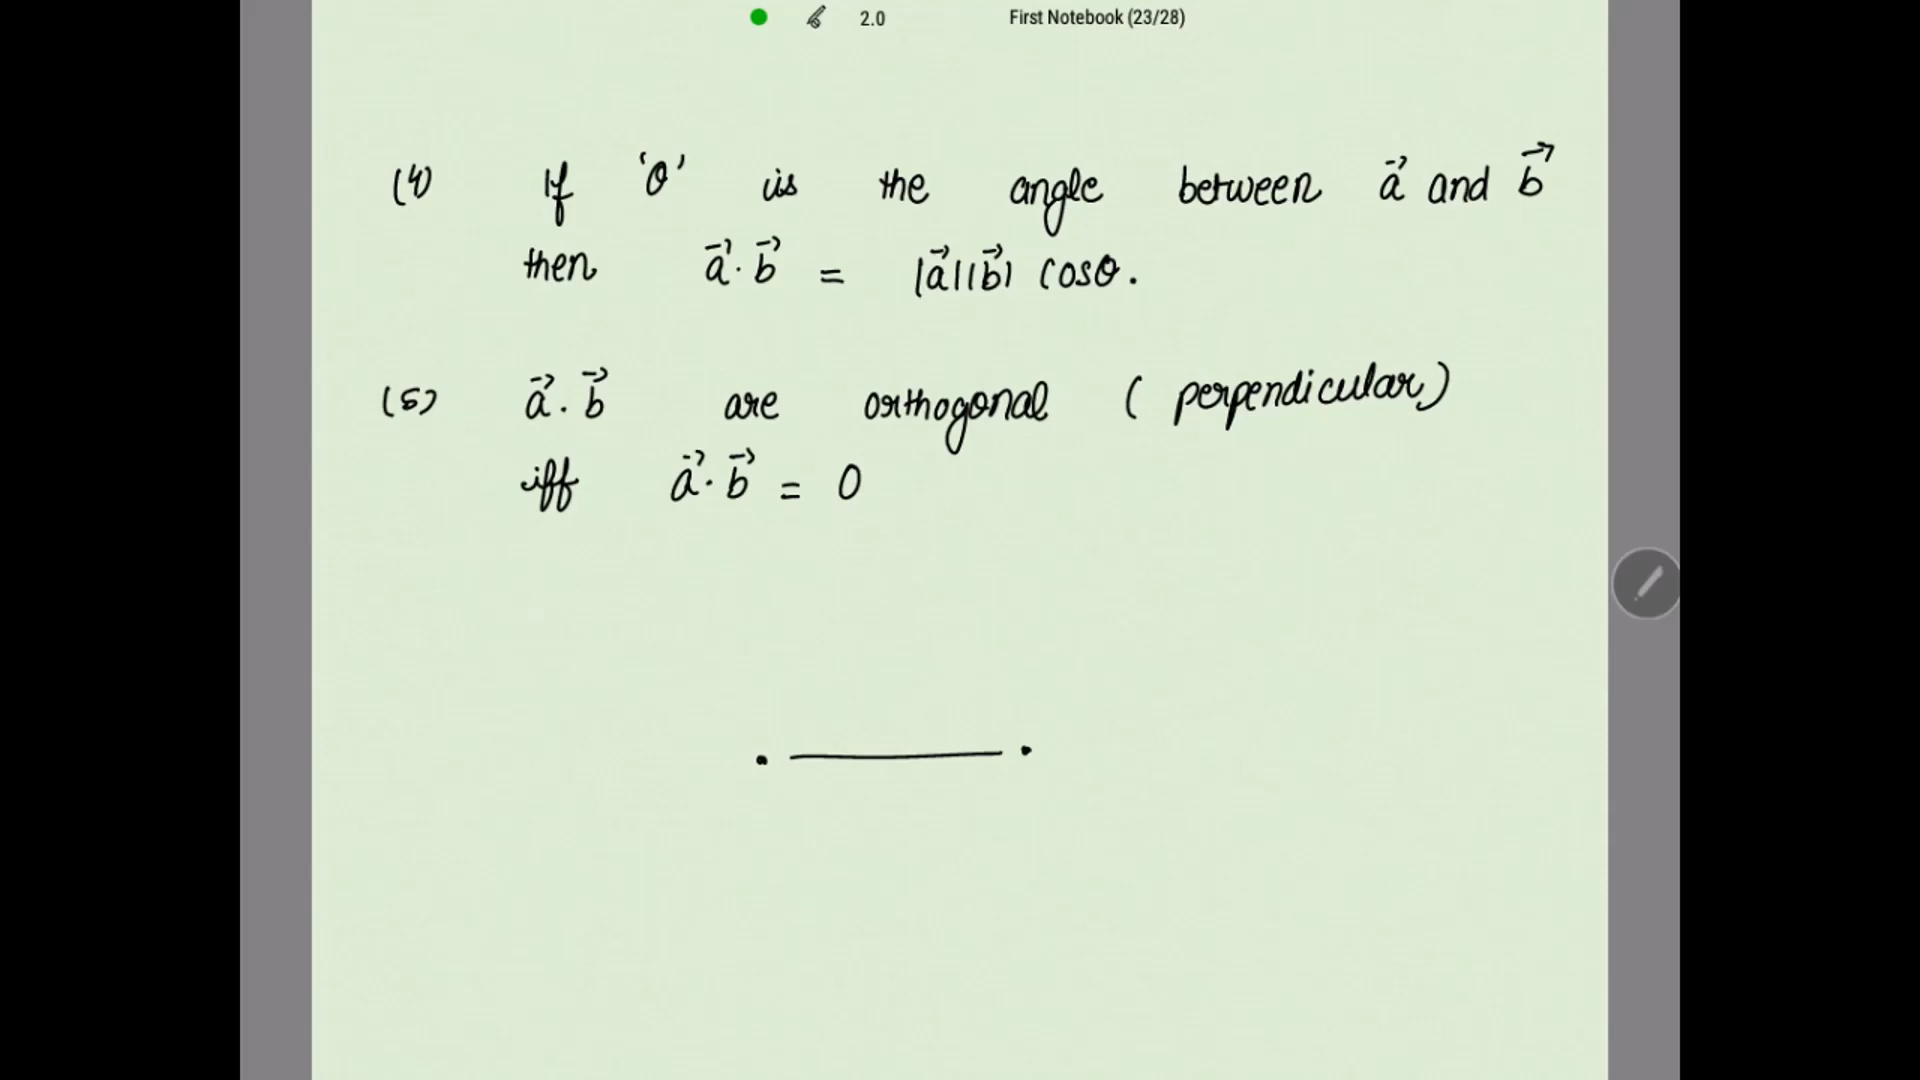 2.0 First Notebook (23/28)
(4) If 'θ' is the angle between a⃗ and b⃗
then a⃗ · b⃗ = |a⃗||b⃗| cosθ.
(5) a⃗ · b⃗ are orthogonal (perpendicular)
iff a⃗ · b⃗ = 0